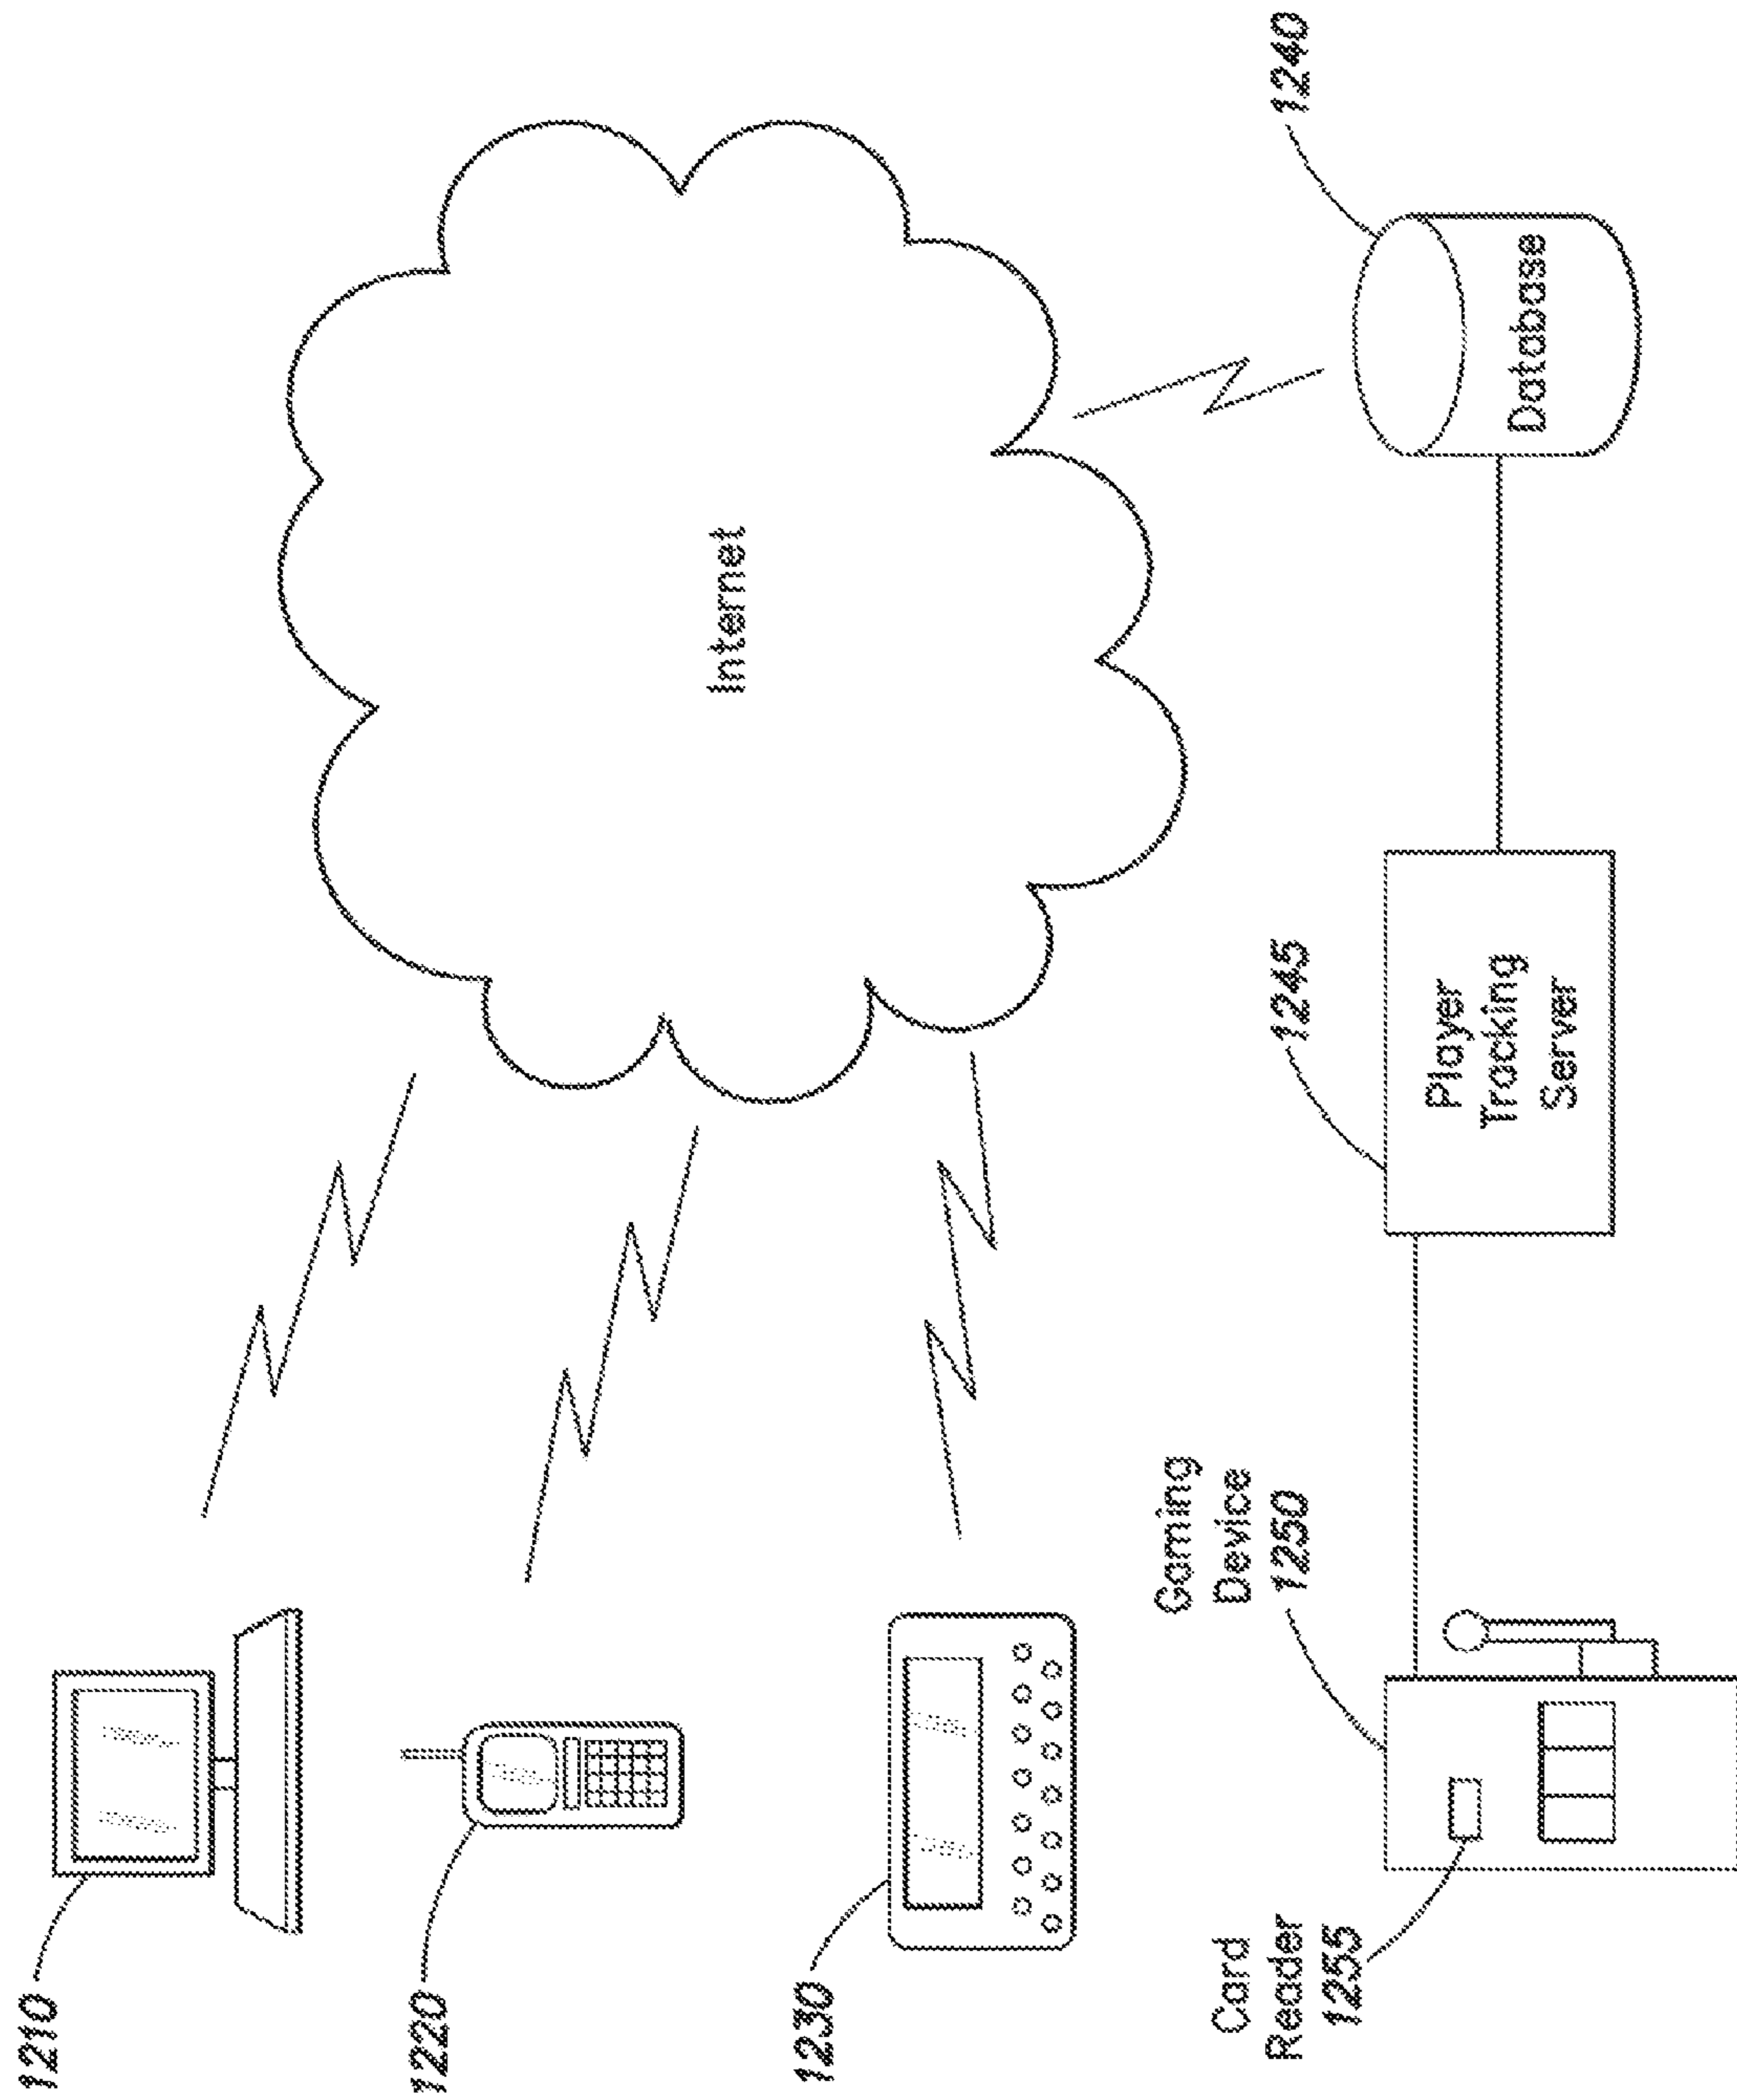 1210
1220
Internet
1230
Gaming
Device
1250
Card
Reader
1255
1245
Player
Tracking
Server
1240
Database